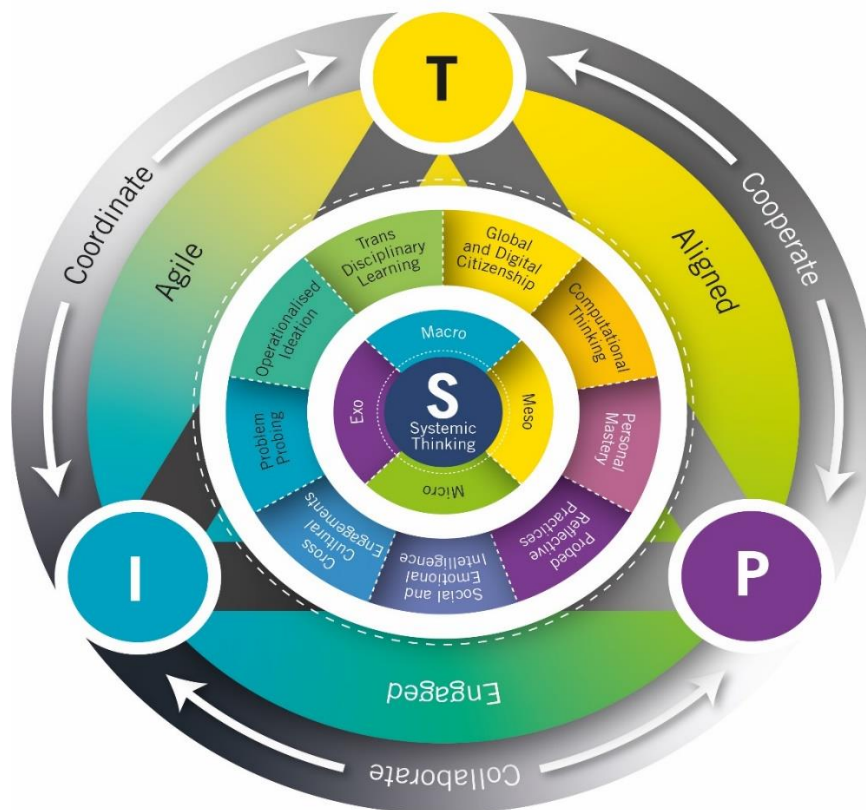 T
Coordinate
Cooperate
Agile
Aligned
Trans
Disciplinary
Learning
Global
and Digital
Citizenship
Operationalised
Ideation
Computational
Thinking
Macro
Exo
S
Systemic
Thinking
Meso
Micro
Problem
Probing
Personal
Mastery
Cross
Cultural
Engagements
Social and
Emotional
Intelligence
Probed
Reflective
Practices
I
P
Engaged
Collaborate